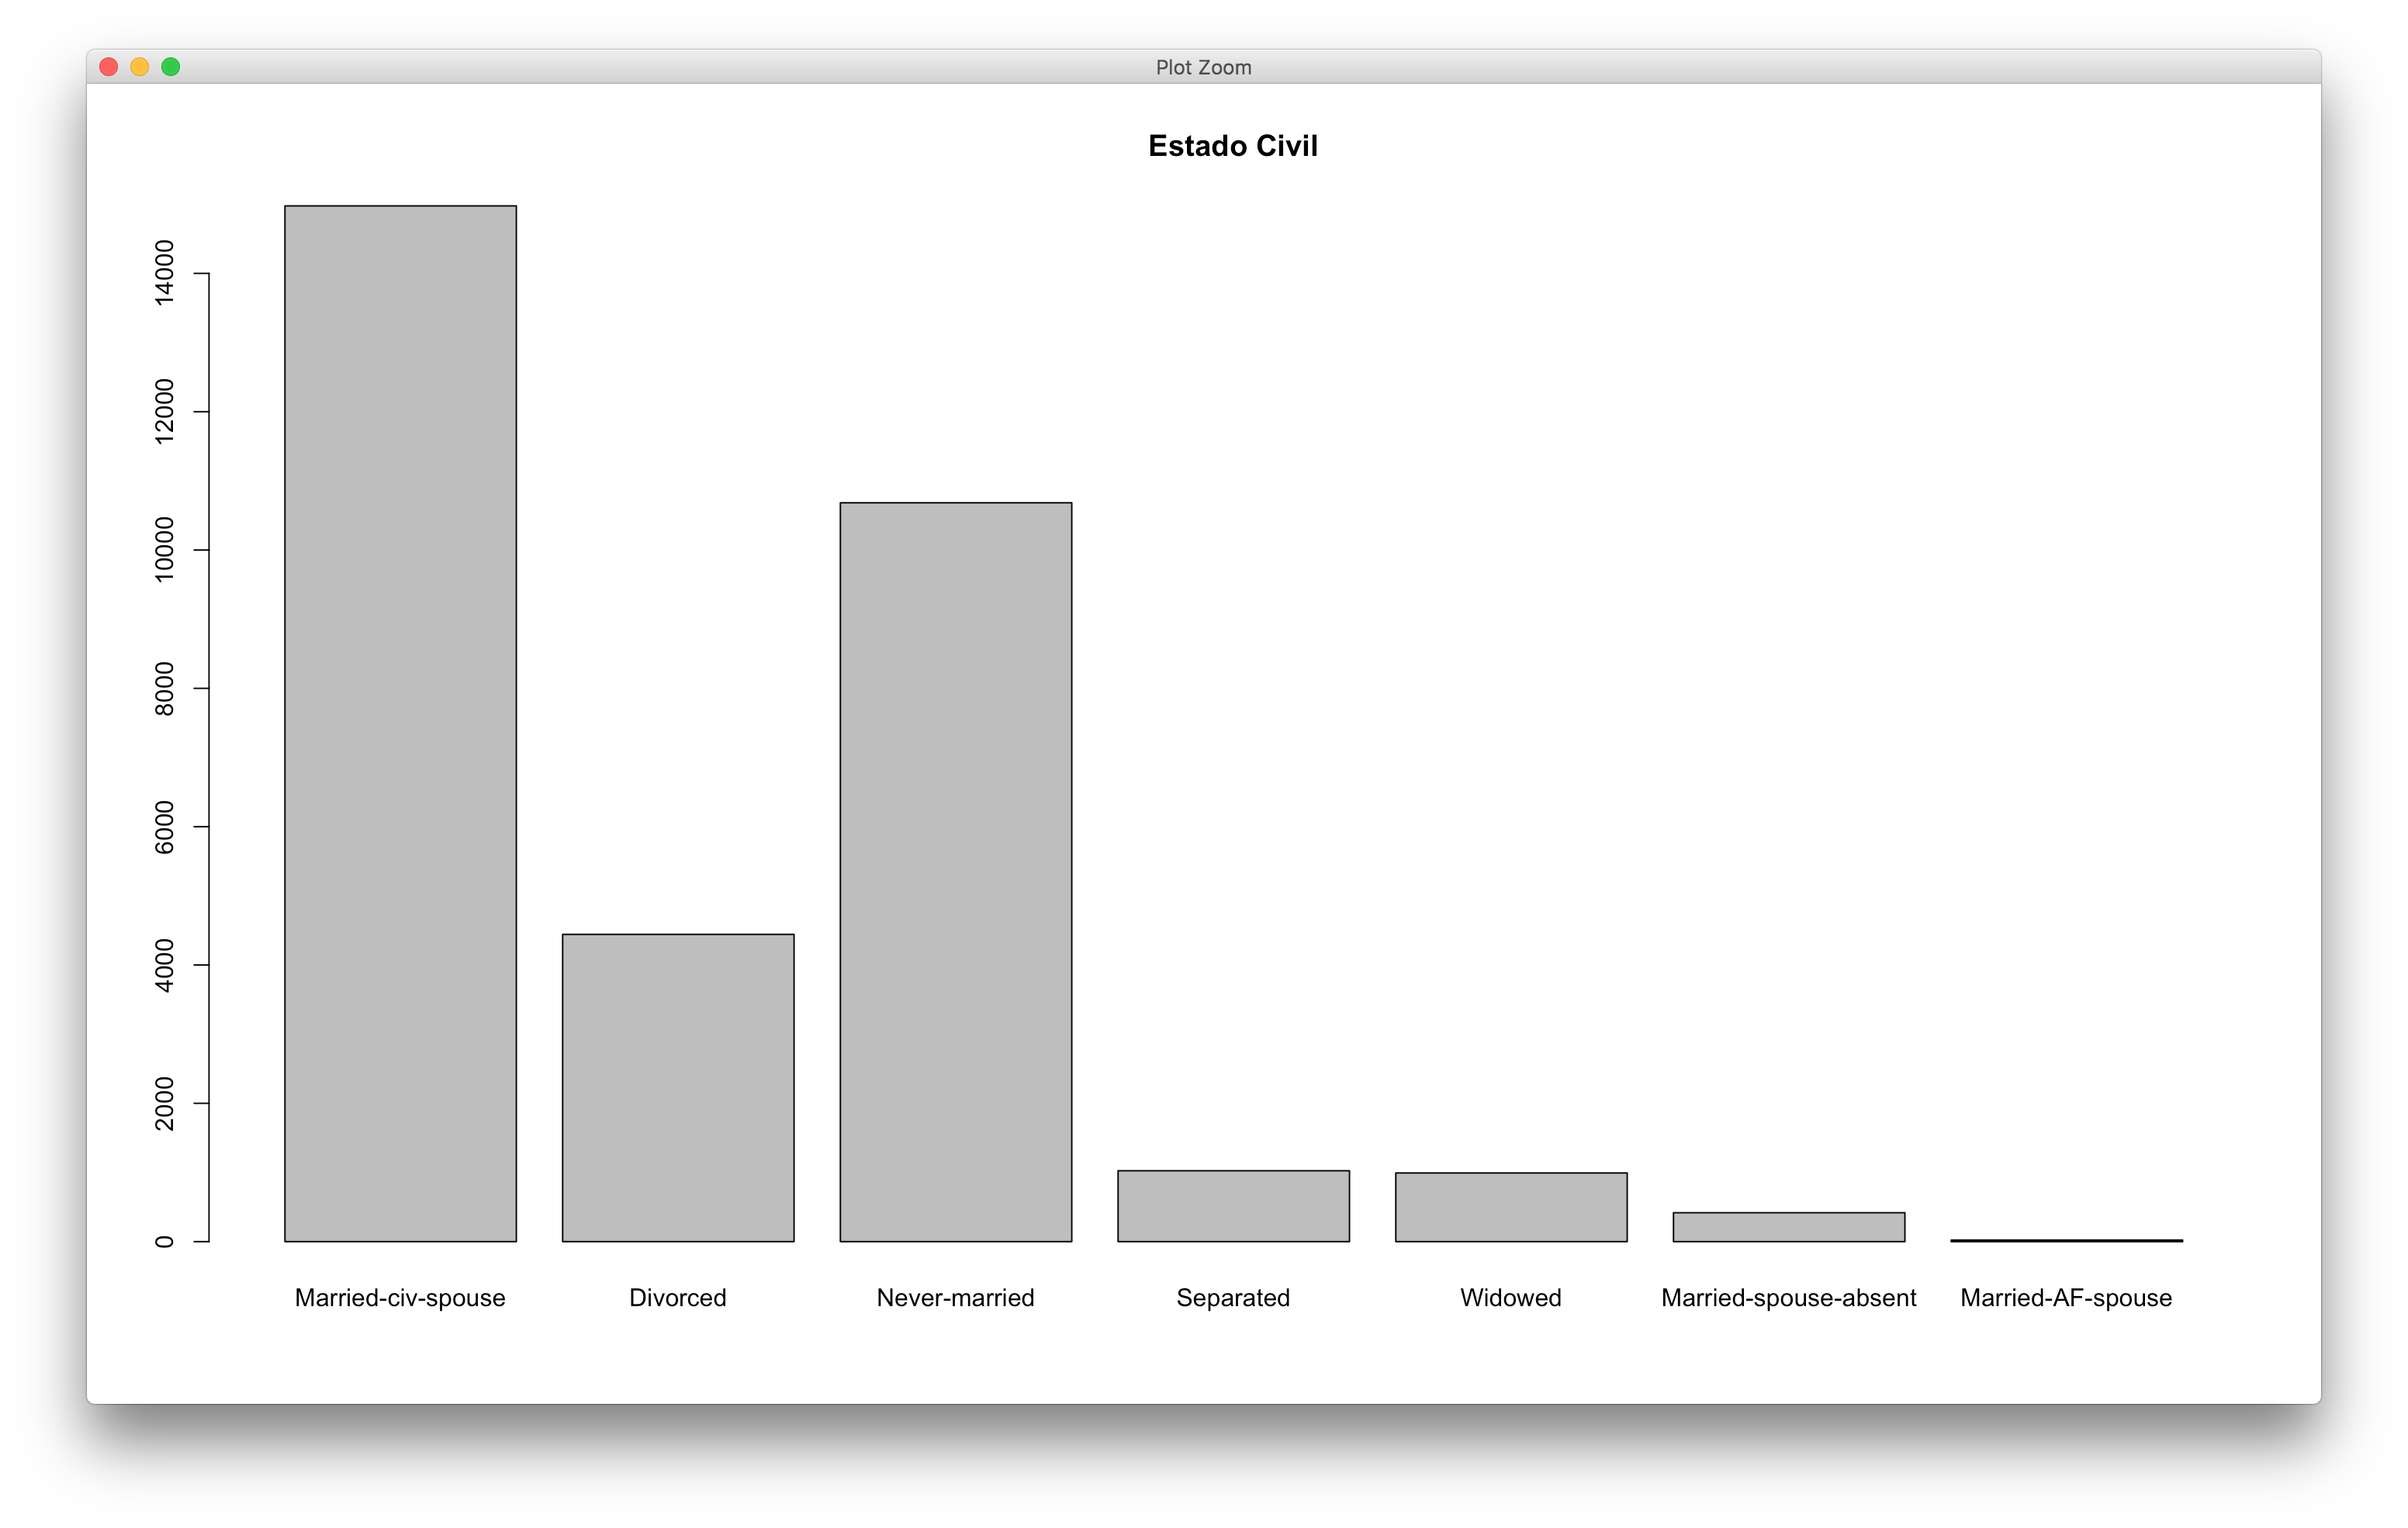 Plot Zoom
Estado Civil
14000
12000
10000
8000
6000
4000
2000
0
Married-civ-spouse Divorced Never-married Separated Widowed Married-spouse-absent Married-AF-spouse